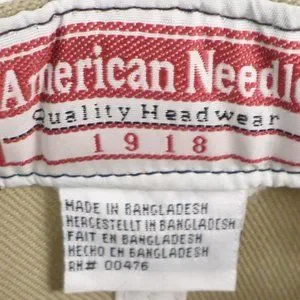 American Needle
Quality Headwear
1918
MADE IN BANGLADESH
HERGESTELLT IN BANGLADESH
FAIT EN BANGLADESH
HECHO EN BANGLADESH
RN# 00476